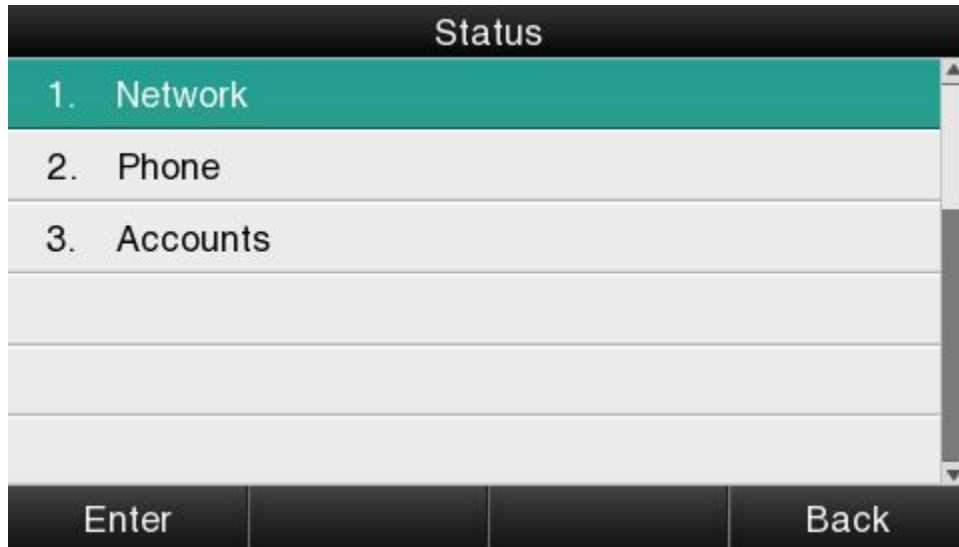 Status
1. Network
2. Phone
3. Accounts
Enter Back